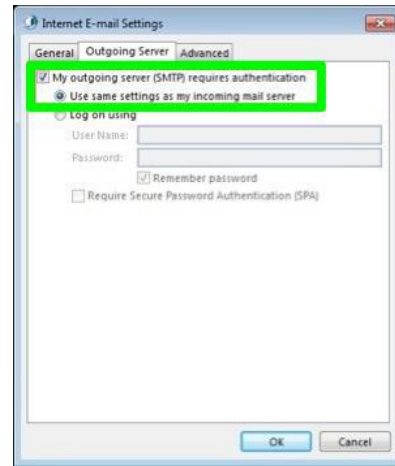 Internet E-mail Settings
General Outgoing Server Advanced
My outgoing server (SMTP) requires authentication
Use same settings as my incoming mail server
Log on using
User Name:
Password:
Remember password
Require Secure Password Authentication (SPA)
OK Cancel